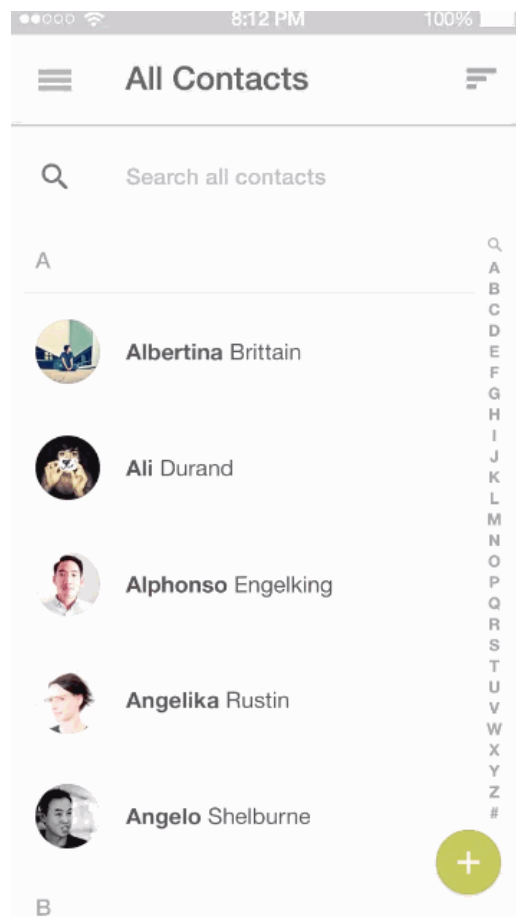 8:12 PM 100%
All Contacts
Search all contacts
A
Albertina Brittain
Ali Durand
Alphonso Engelking
Angelika Rustin
Angelo Shelburne
B
A
B
C
D
E
F
G
H
I
J
K
L
M
N
O
P
Q
R
S
T
U
V
W
X
Y
Z
#
+